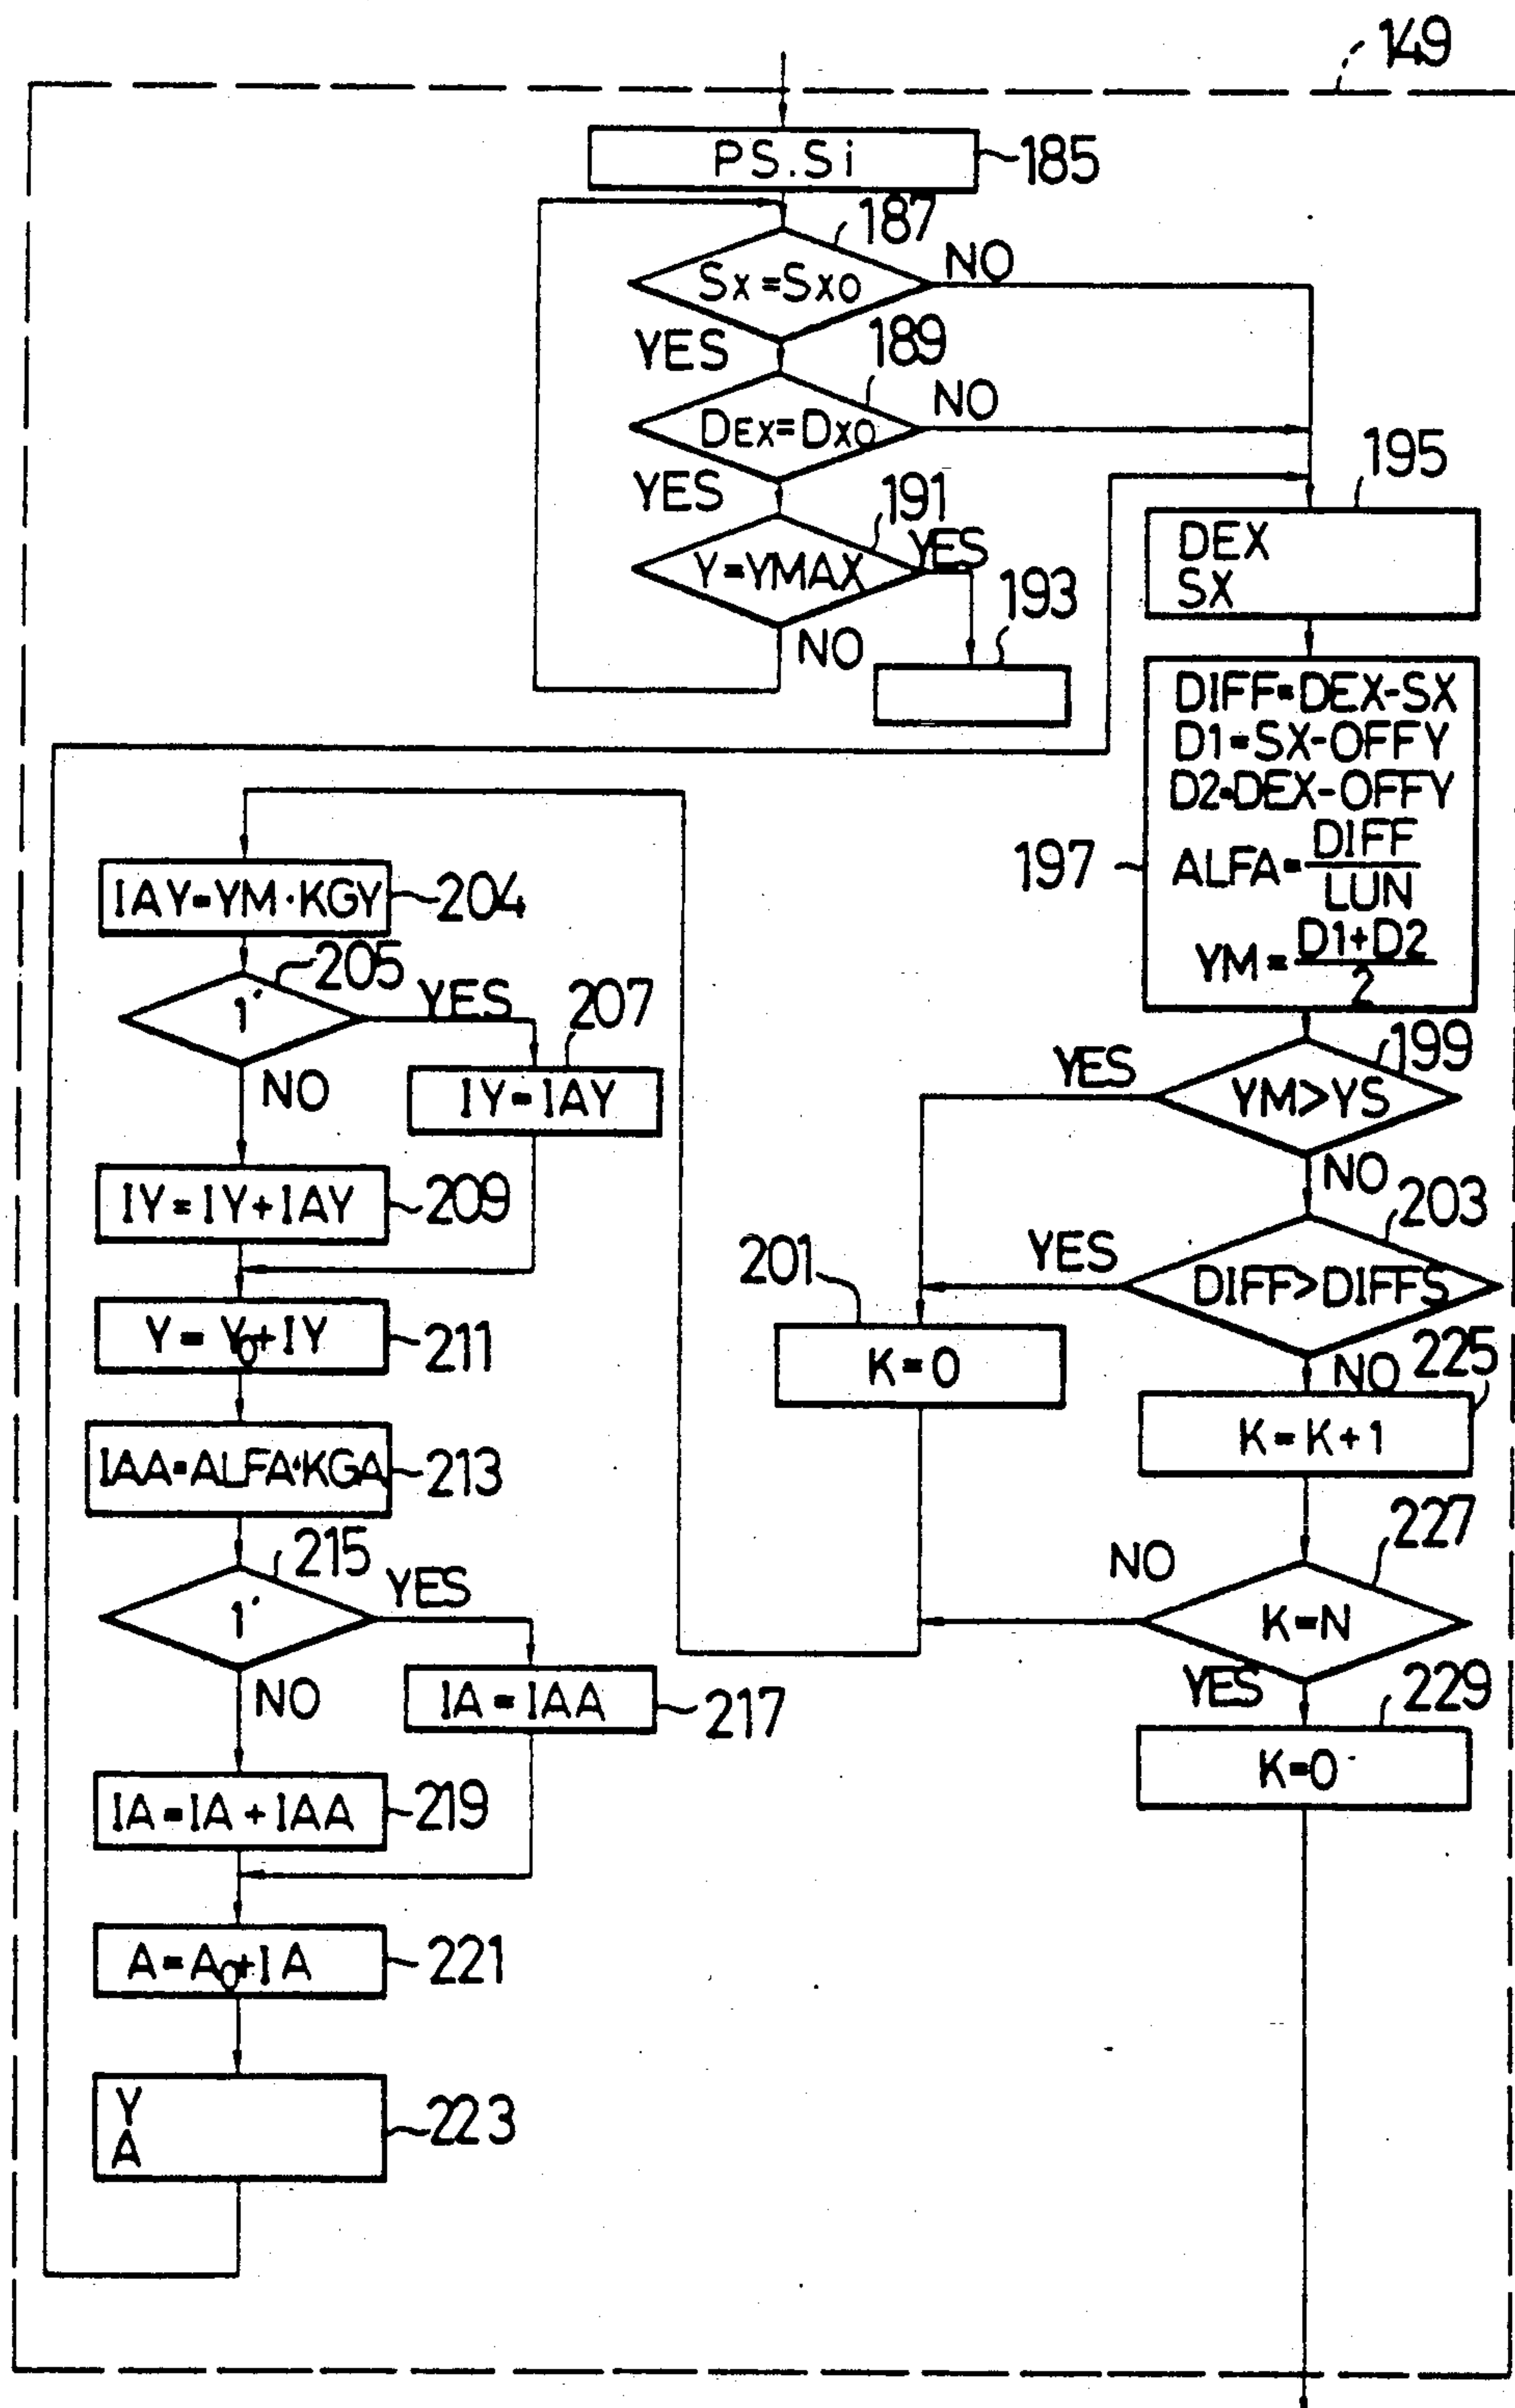 149
PS.Si
185
187
Sx=Sxo
NO
YES
189
DEx=Dxo
NO
YES
191
Y=YMAX
YES
NO
193
195
DEX
SX
197
DIFF=DEX-SX
D1=SX-OFFY
D2=DEX-OFFY
ALFA=DIFF
LUN
YM=D1+D2
2
199
YM>YS
YES
NO
203
DIFF>DIFFS
YES
NO
201
K=0
225
K=K+1
227
K=N
NO
YES
229
K=0
IAY=YM·KGY
204
205
1'
YES
NO
207
IY=IAY
IY=IY+IAY
209
Y=Y0+IY
211
IAA=ALFA·KGA
213
215
1'
YES
NO
IA=IAA
217
IA=IA+IAA
219
A=A0+IA
221
Y
A
223